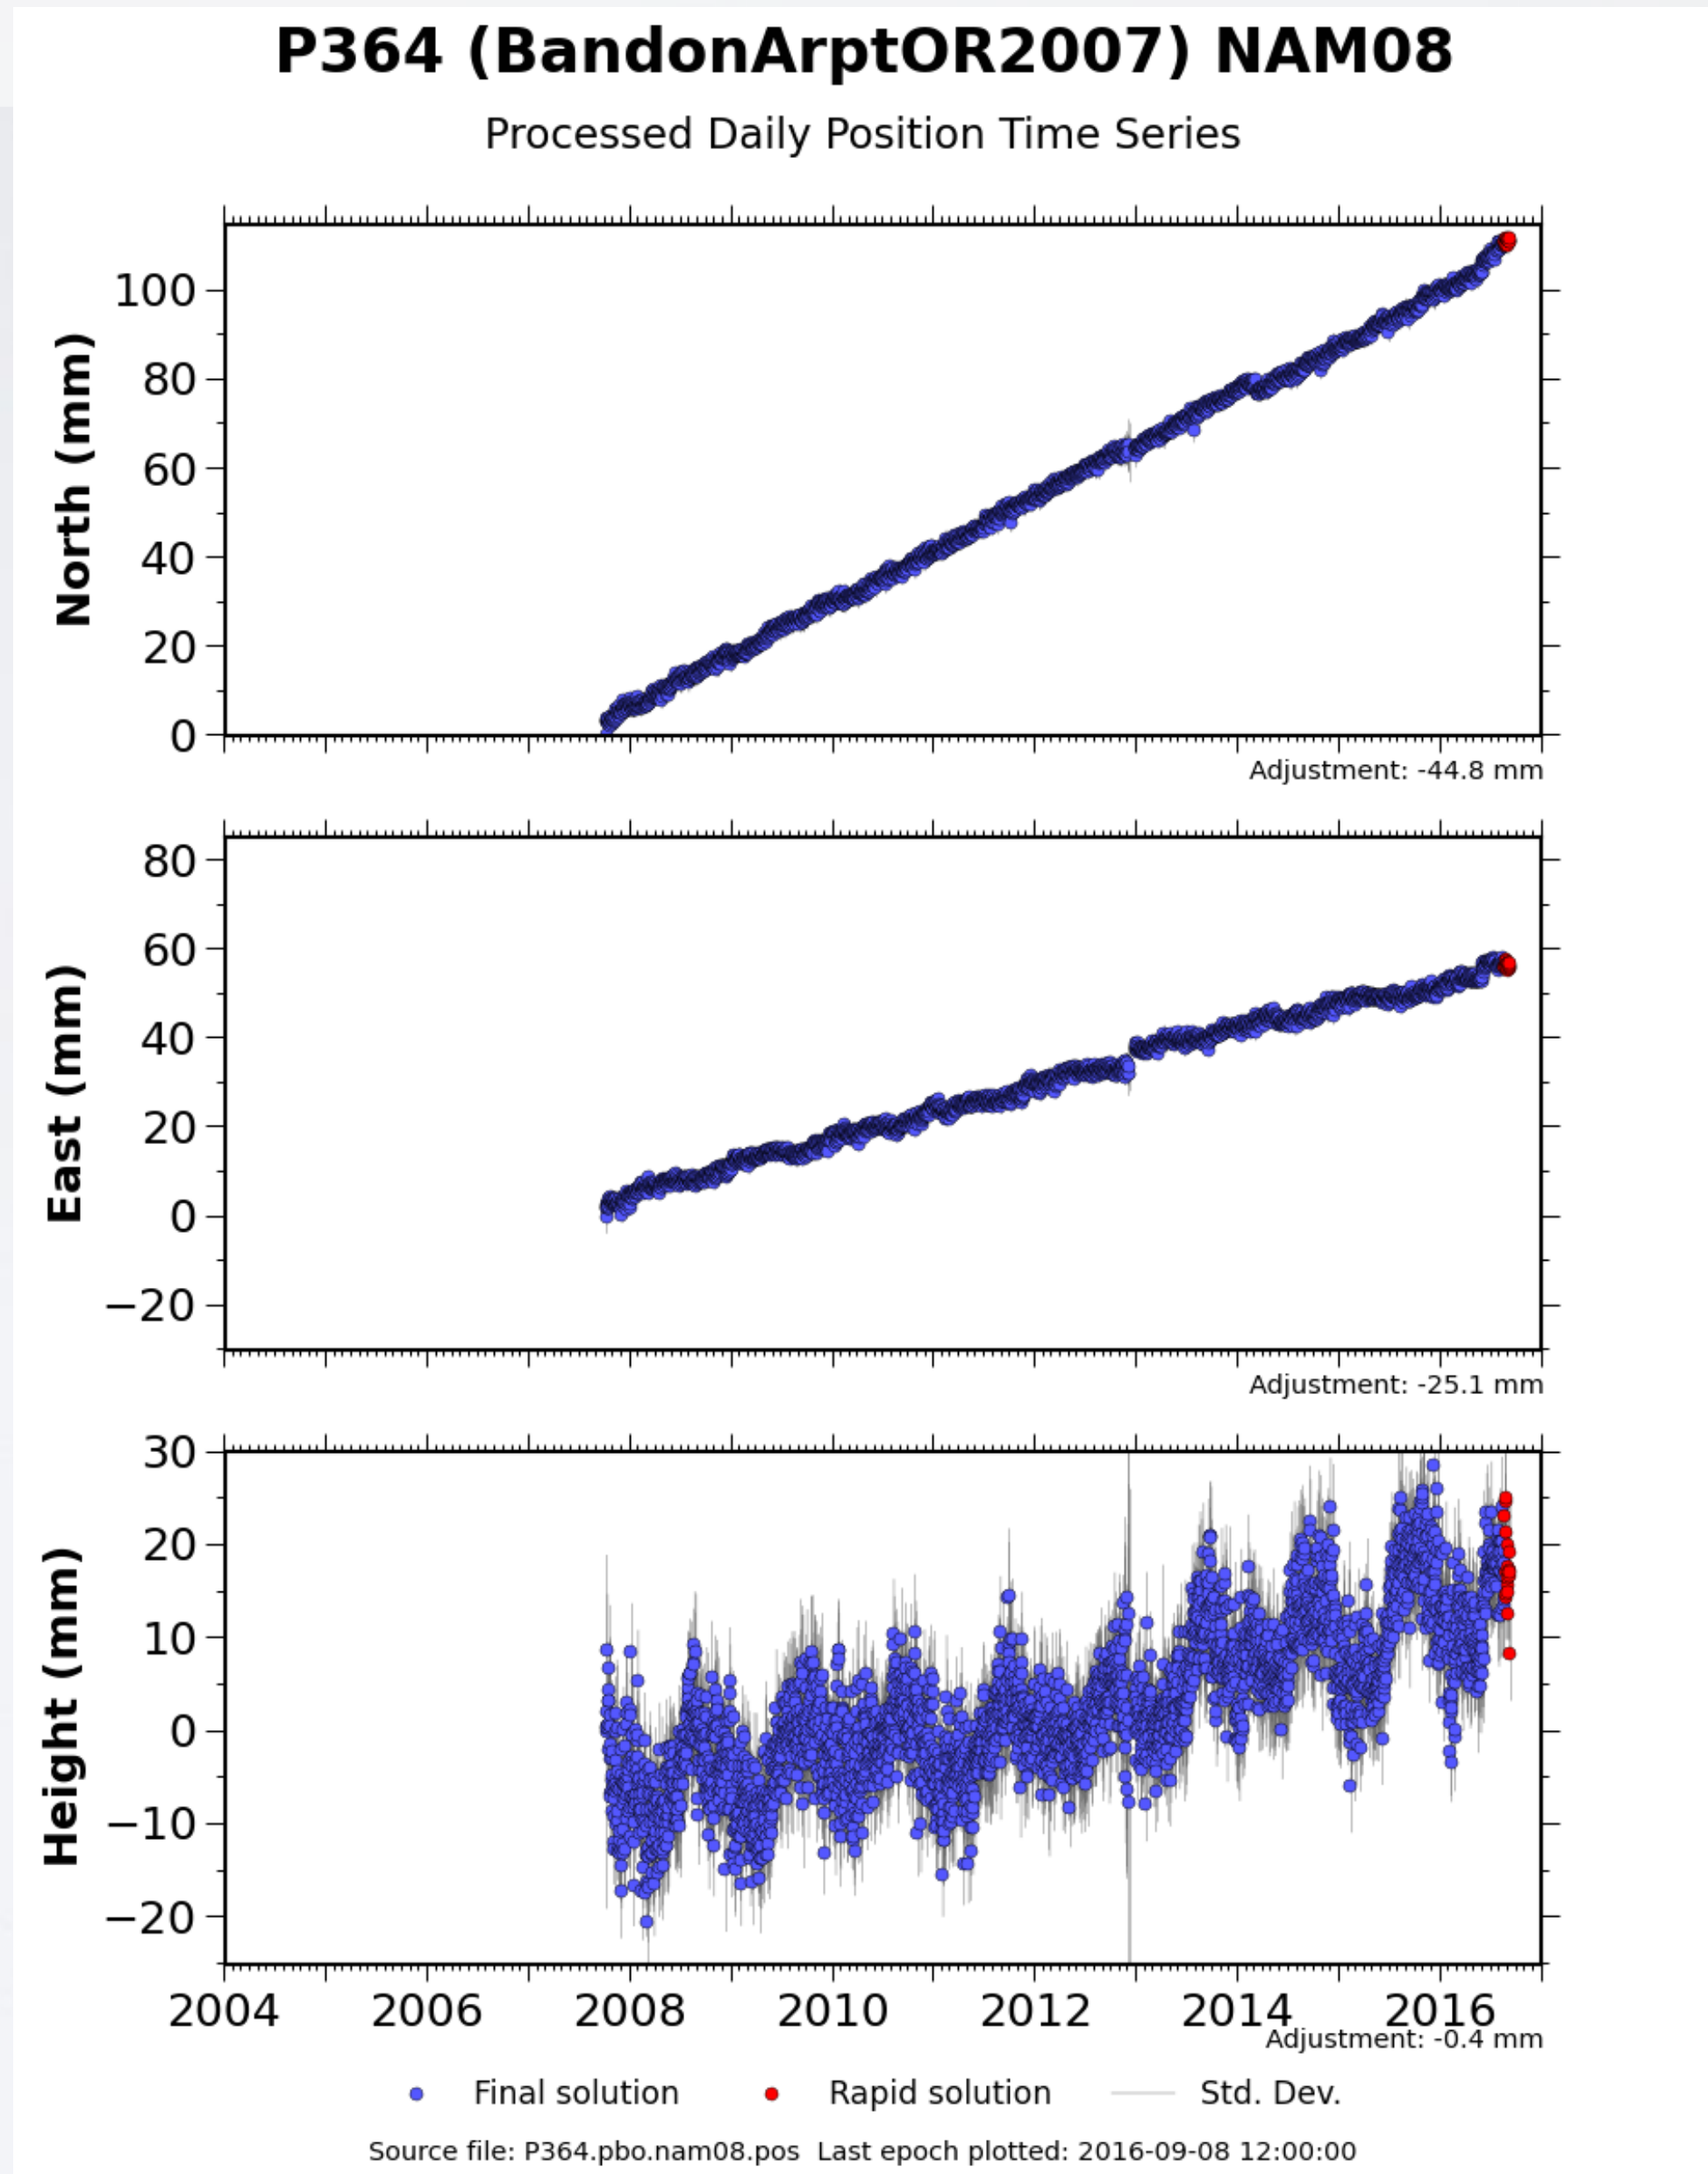 P364 (BandonArptOR2007) NAM08
Processed Daily Position Time Series
North (mm)
100
80
60
40
20
0
Adjustment: -44.8 mm
East (mm)
80
60
40
20
0
−20
Adjustment: -25.1 mm
Height (mm)
30
20
10
0
−10
−20
2004 2006 2008 2010 2012 2014 2016
Adjustment: -0.4 mm
Final solution Rapid solution Std. Dev.
Source file: P364.pbo.nam08.pos Last epoch plotted: 2016-09-08 12:00:00